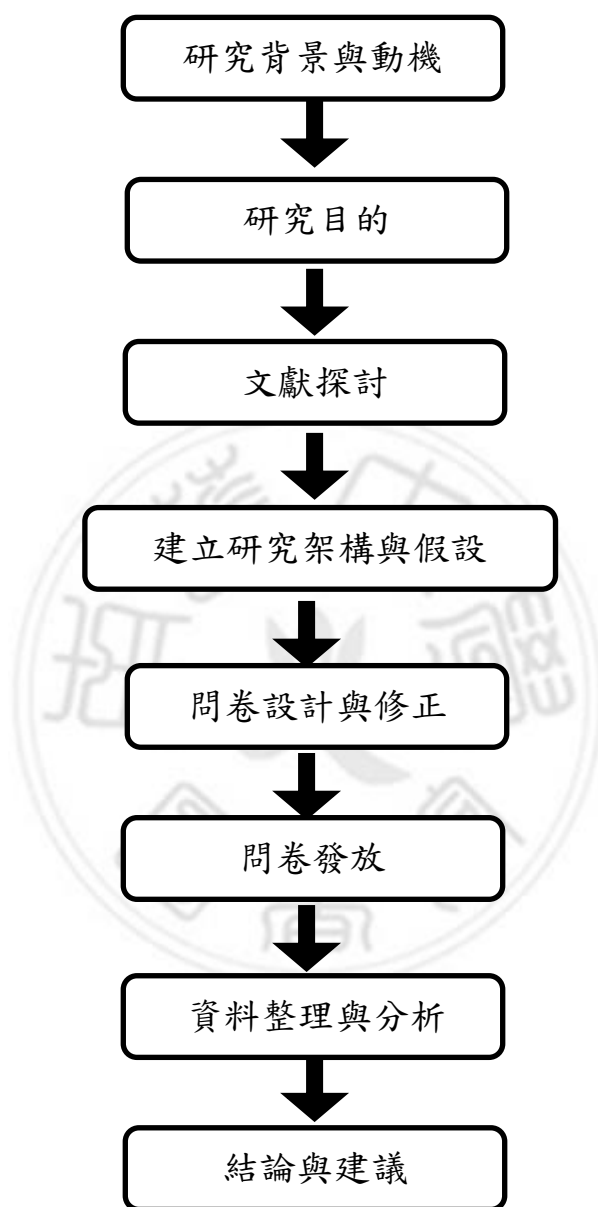 研究背景與動機
研究目的
文獻探討
建立研究架構與假設
問卷設計與修正
問卷發放
資料整理與分析
結論與建議